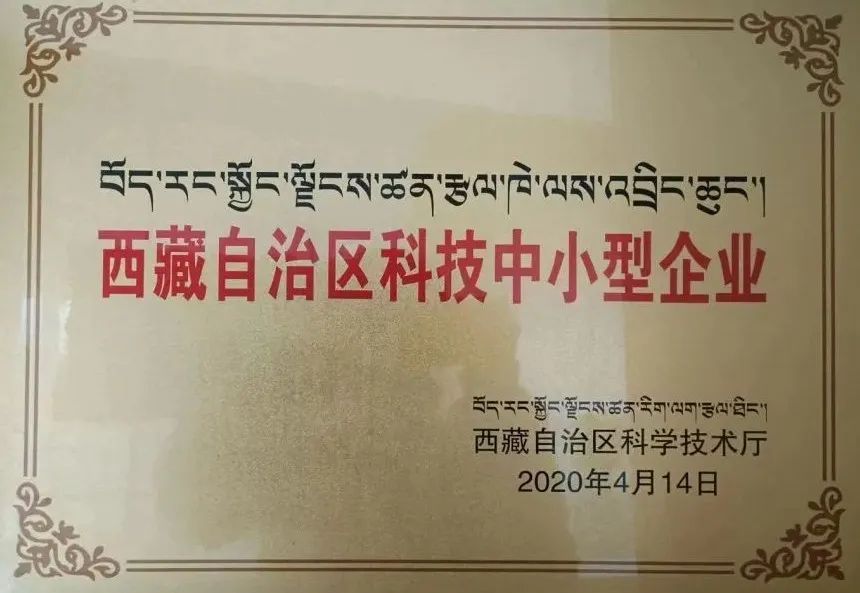 བོད་རང་སྐྱོང་ལྗོངས་ཚན་རྩལ་ཁེ་ལས་འབྲིང་ཆུང་།
西藏自治区科技中小型企业
བོད་རང་སྐྱོང་ལྗོངས་ཚན་རིག་ལག་རྩལ་ཐིང་།
西藏自治区科学技术厅
2020年4月14日